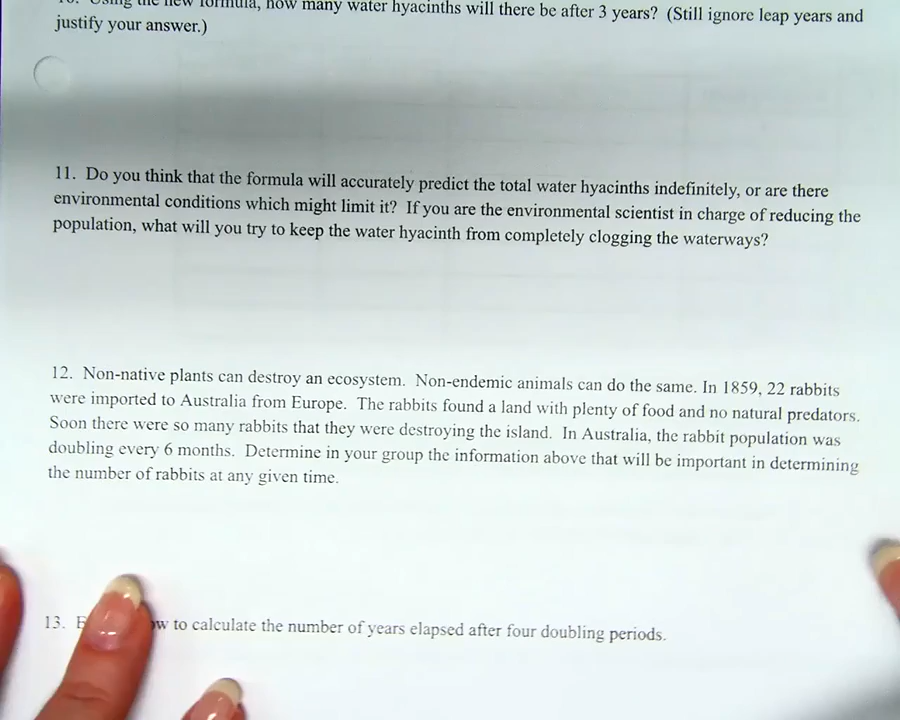 new formula, how many water hyacinths will there be after 3 years? (Still ignore leap years and
justify your answer.)
11. Do you think that the formula will accurately predict the total water hyacinths indefinitely, or are there
environmental conditions which might limit it? If you are the environmental scientist in charge of reducing the
population, what will you try to keep the water hyacinth from completely clogging the waterways?
12. Non-native plants can destroy an ecosystem. Non-endemic animals can do the same. In 1859, 22 rabbits
were imported to Australia from Europe. The rabbits found a land with plenty of food and no natural predators.
Soon there were so many rabbits that they were destroying the island. In Australia, the rabbit population was
doubling every 6 months. Determine in your group the information above that will be important in determining
the number of rabbits at any given time.
13. to calculate the number of years elapsed after four doubling periods.